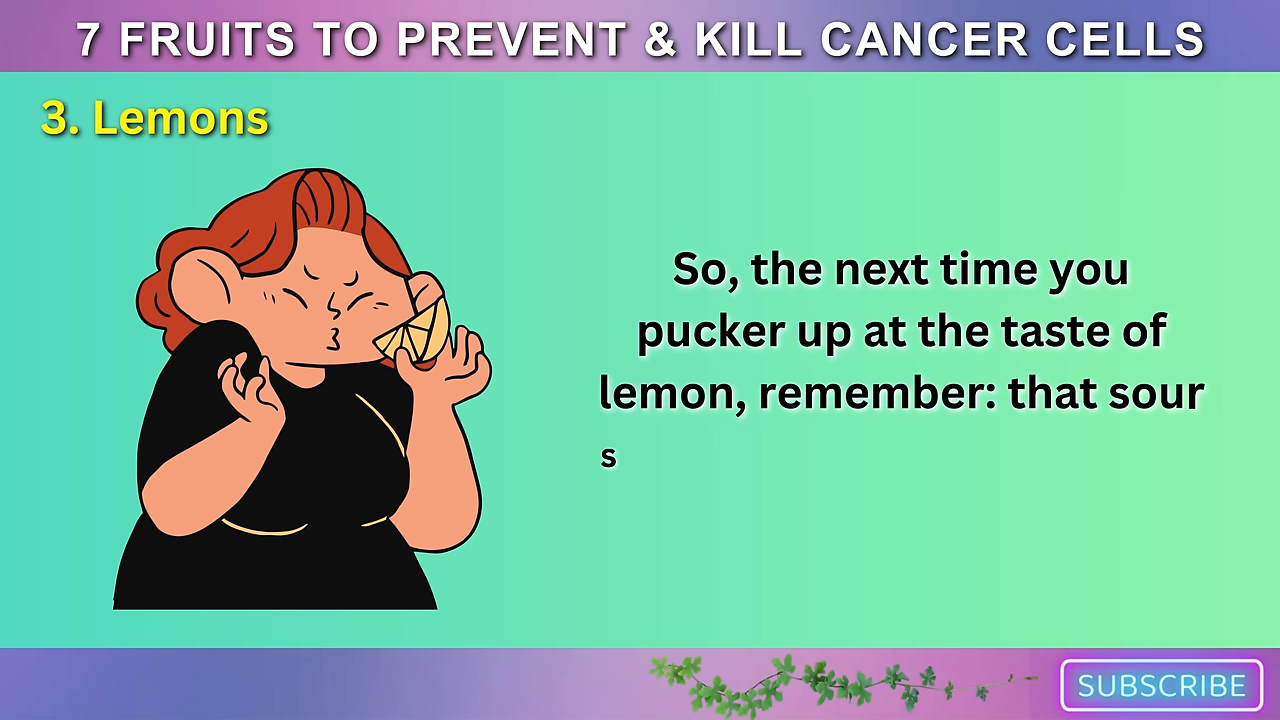 7 FRUITS TO PREVENT & KILL CANCER CELLS
3. Lemons
So, the next time you
pucker up at the taste of
lemon, remember: that sour
s
SUBSCRIBE